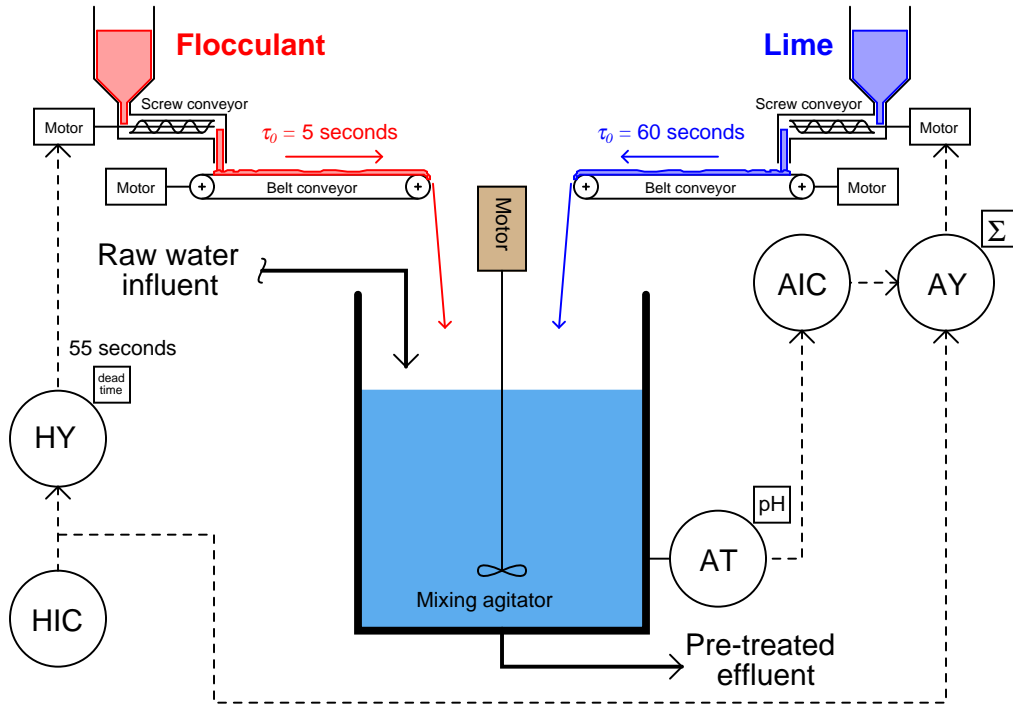 Flocculant
Lime
Screw conveyor
Screw conveyor
Motor
τ0 = 5 seconds
τ0 = 60 seconds
Motor
Motor
+
Belt conveyor
+
+
Belt conveyor
+
Motor
Motor
Σ
Raw water
influent
AIC
AY
55 seconds
dead
time
HY
pH
AT
HIC
Mixing agitator
Pre-treated
effluent